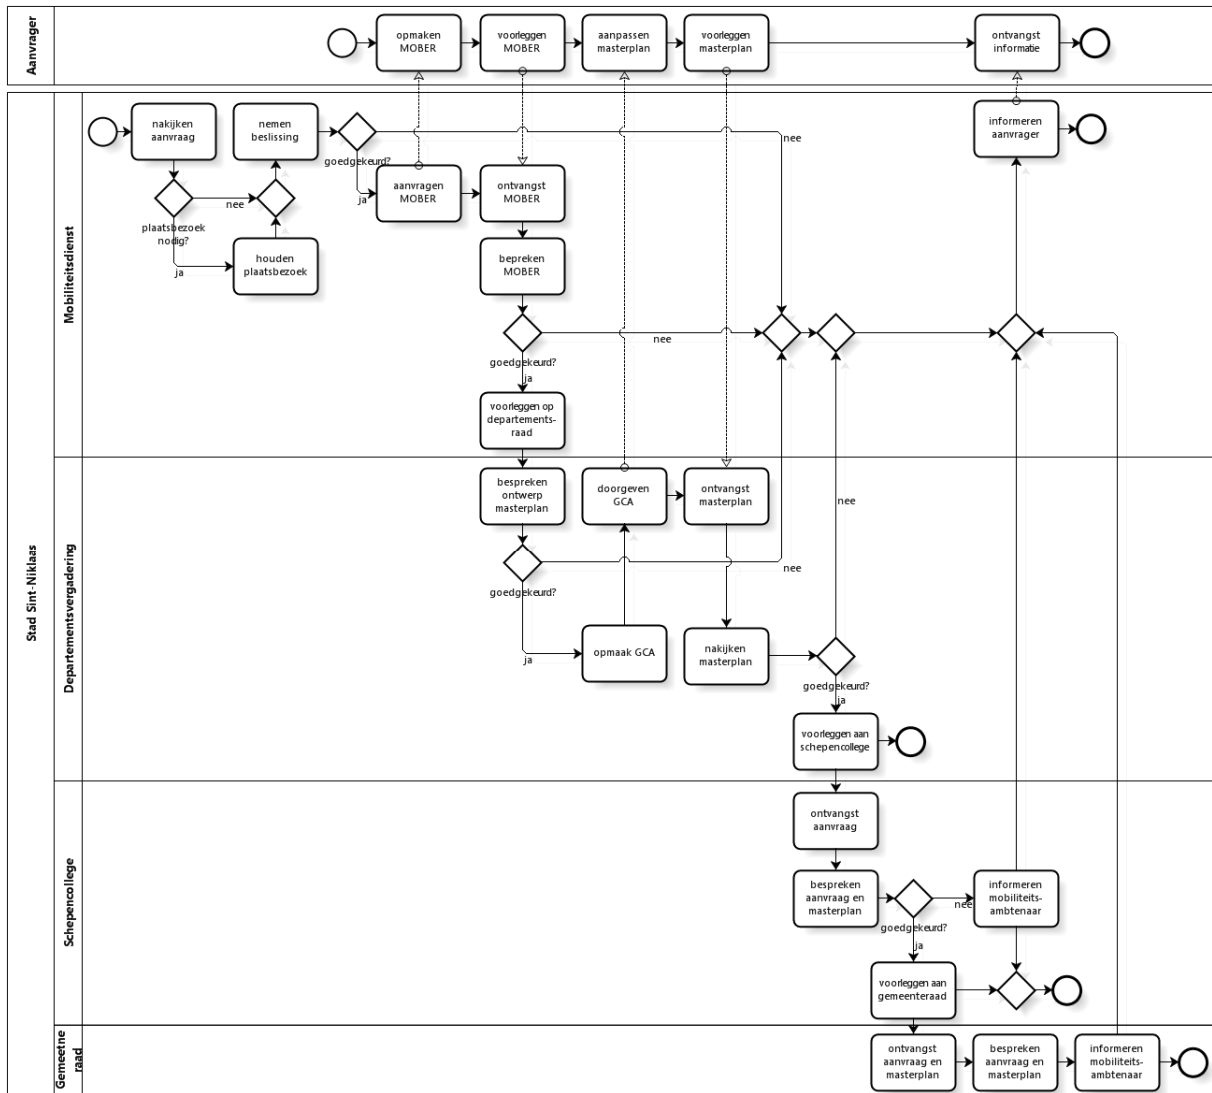 Aanvrager
opmaken
MOBER
voorleggen
MOBER
aanpassen
masterplan
voorleggen
masterplan
ontvangst
informatie
Stad Sint-Niklaas
Mobiliteitsdienst
nakijken
aanvraag
nemen
beslissing
goedgekeurd?
nee
ja
informeren
aanvrager
aanvragen
MOBER
ontvangst
MOBER
nee
plaatsbezoek
nodig?
ja
houden
plaatsbezoek
bepreken
MOBER
nee
goedgekeurd?
ja
voorleggen op
departements-
raad
Departementsvergadering
bespreken
ontwerp
masterplan
doorgeven
GCA
ontvangst
masterplan
nee
goedgekeurd?
nee
ja
opmaak GCA
nakijken
masterplan
goedgekeurd?
ja
voorleggen aan
schepencollege
Schepencollege
ontvangst
aanvraag
bespreken
aanvraag en
masterplan
nee
goedgekeurd?
ja
informeren
mobiliteits-
ambtenaar
voorleggen aan
gemeenteraad
Gemeetne
raad
ontvangst
aanvraag en
masterplan
bespreken
aanvraag en
masterplan
informeren
mobiliteits-
ambtenaar